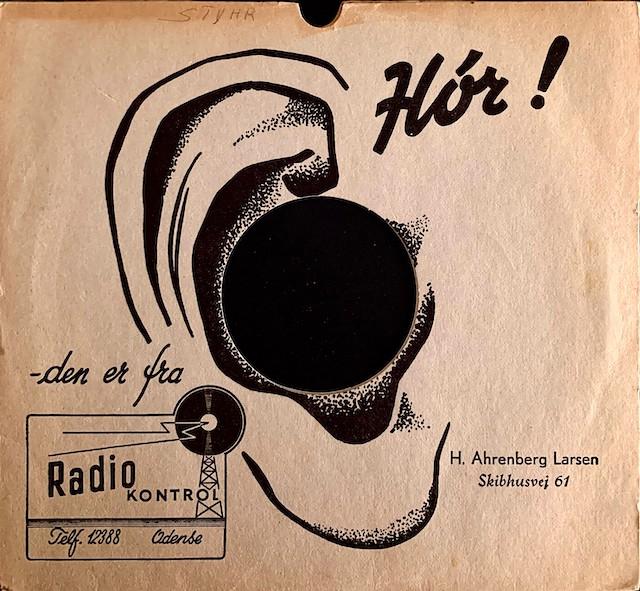 STYHR
Hór !
-den er fra
Radio
KONTROL
Telf. 12388 Odense
H. Ahrenberg Larsen
Skibhusvej 61